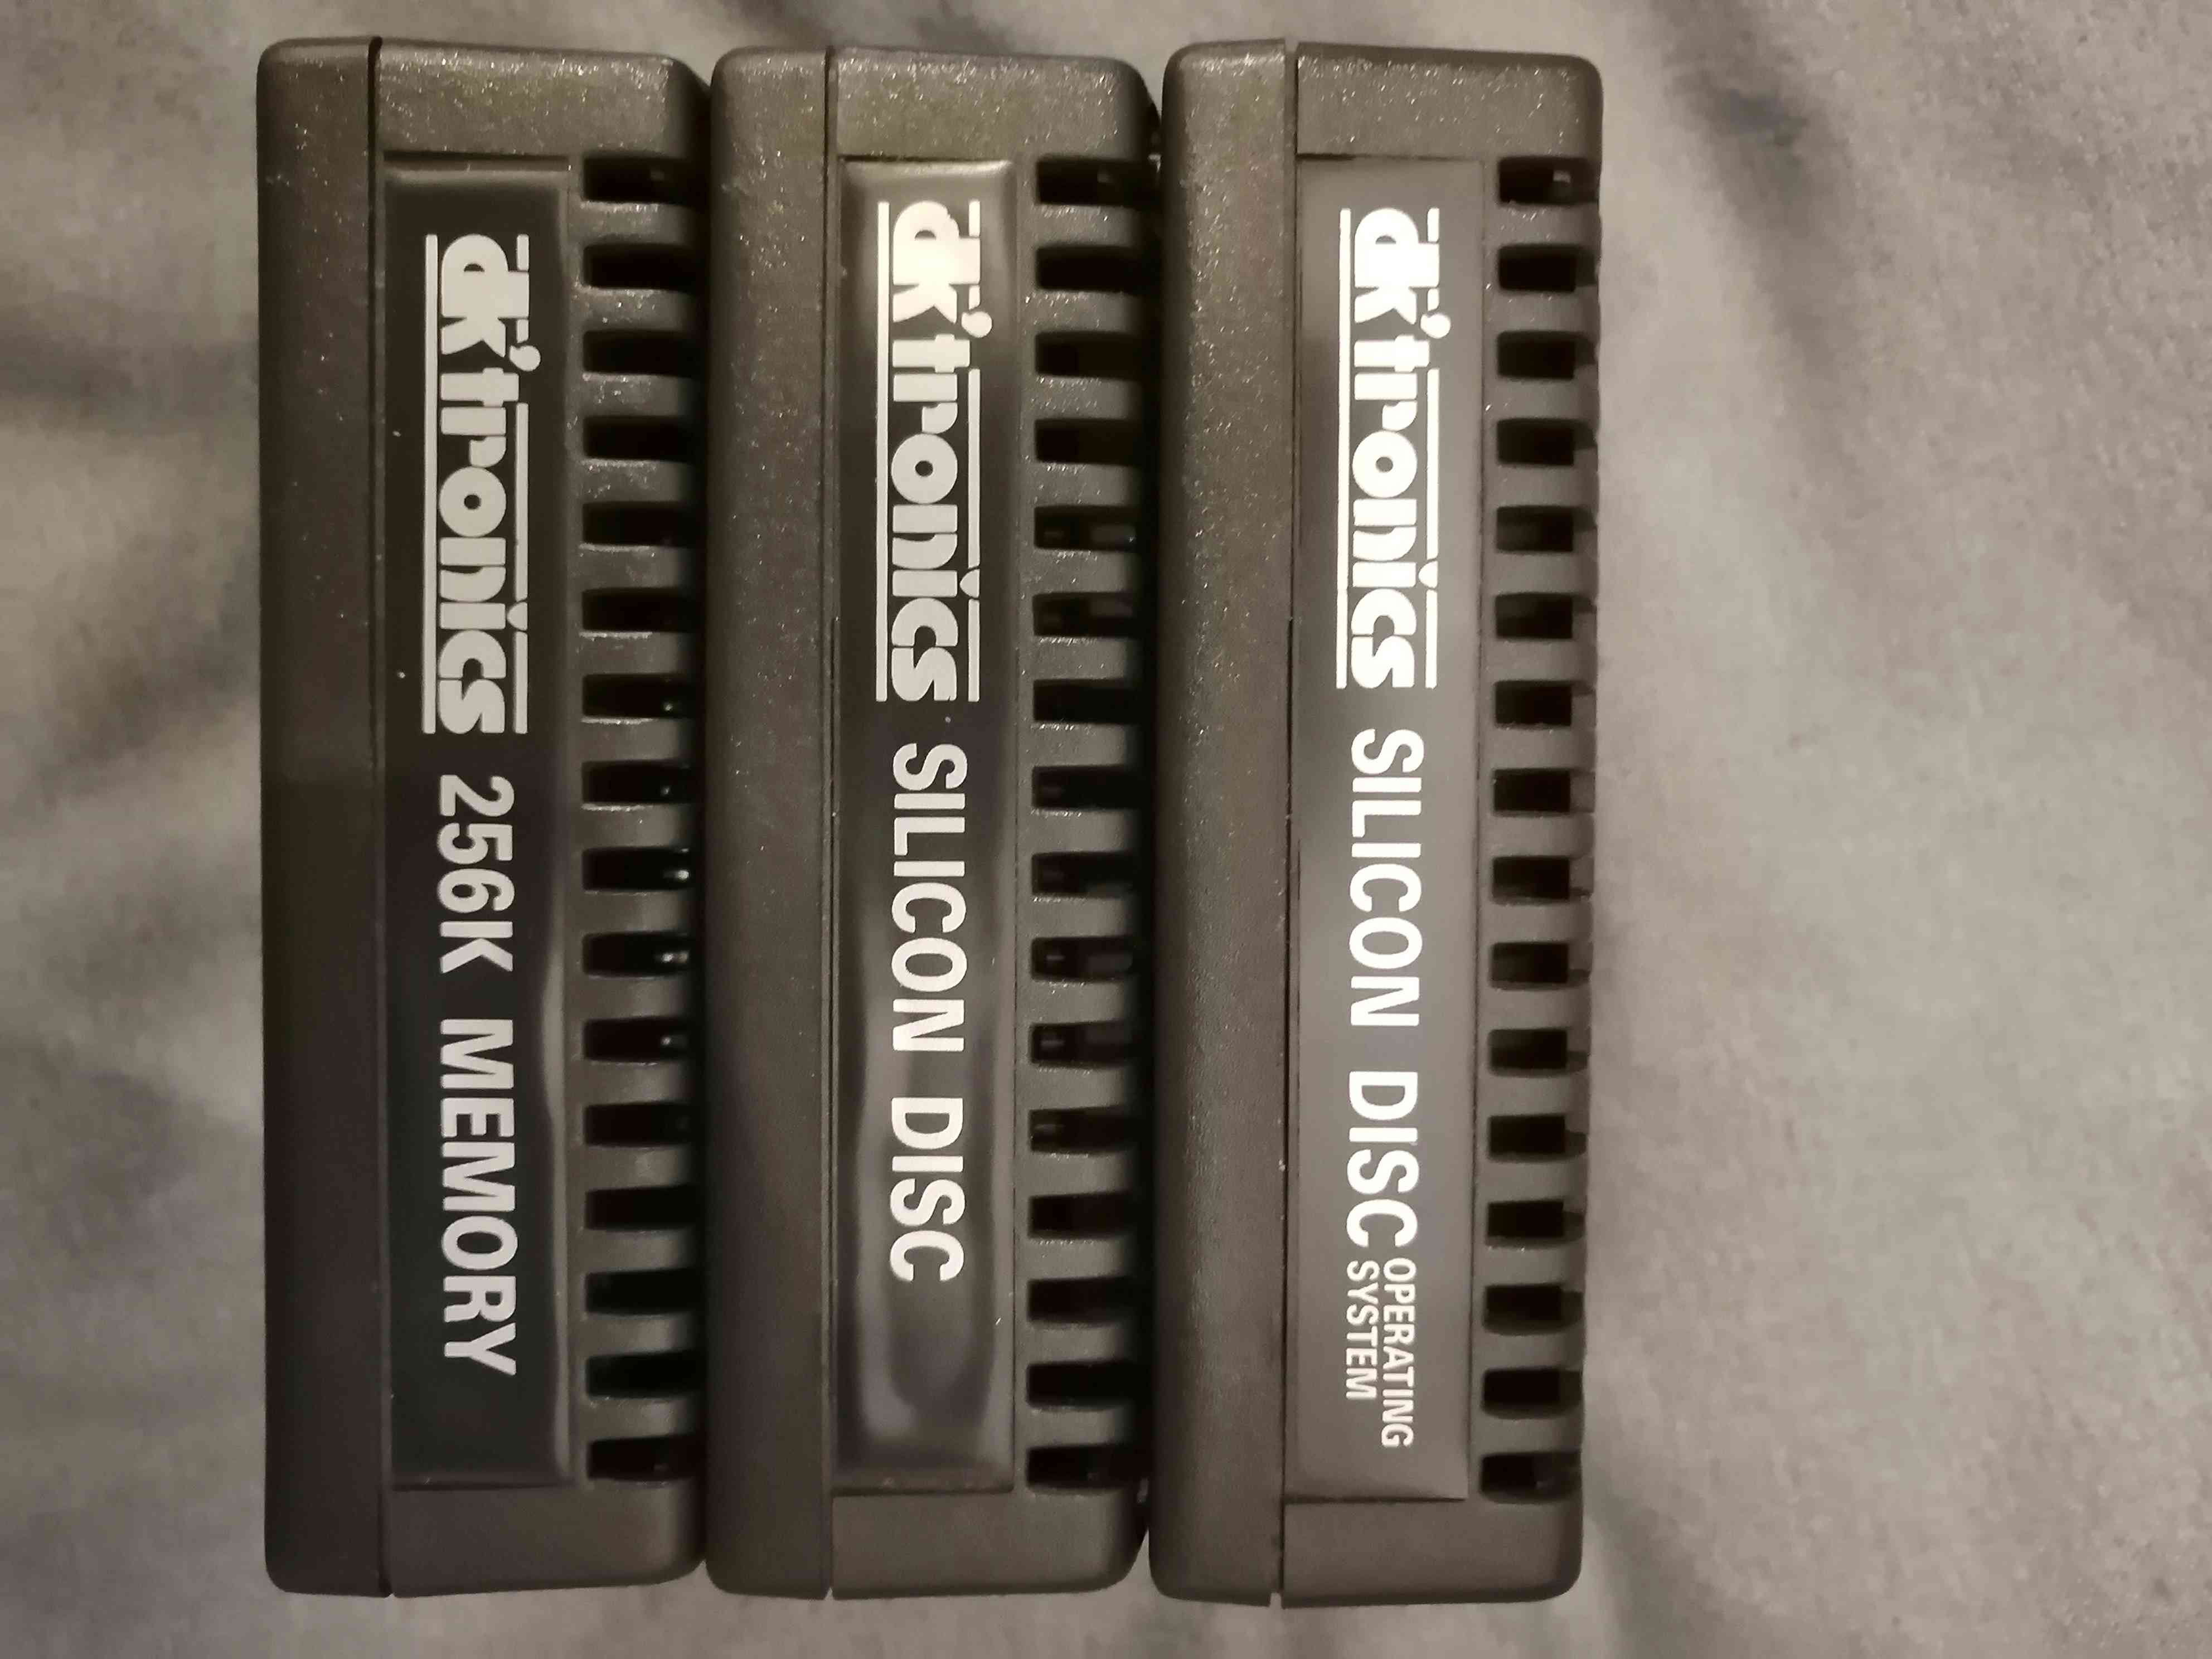 dk'tronics 256K MEMORY
dk'tronics SILICON DISC
dk'tronics SILICON DISC OPERATING
SYSTEM